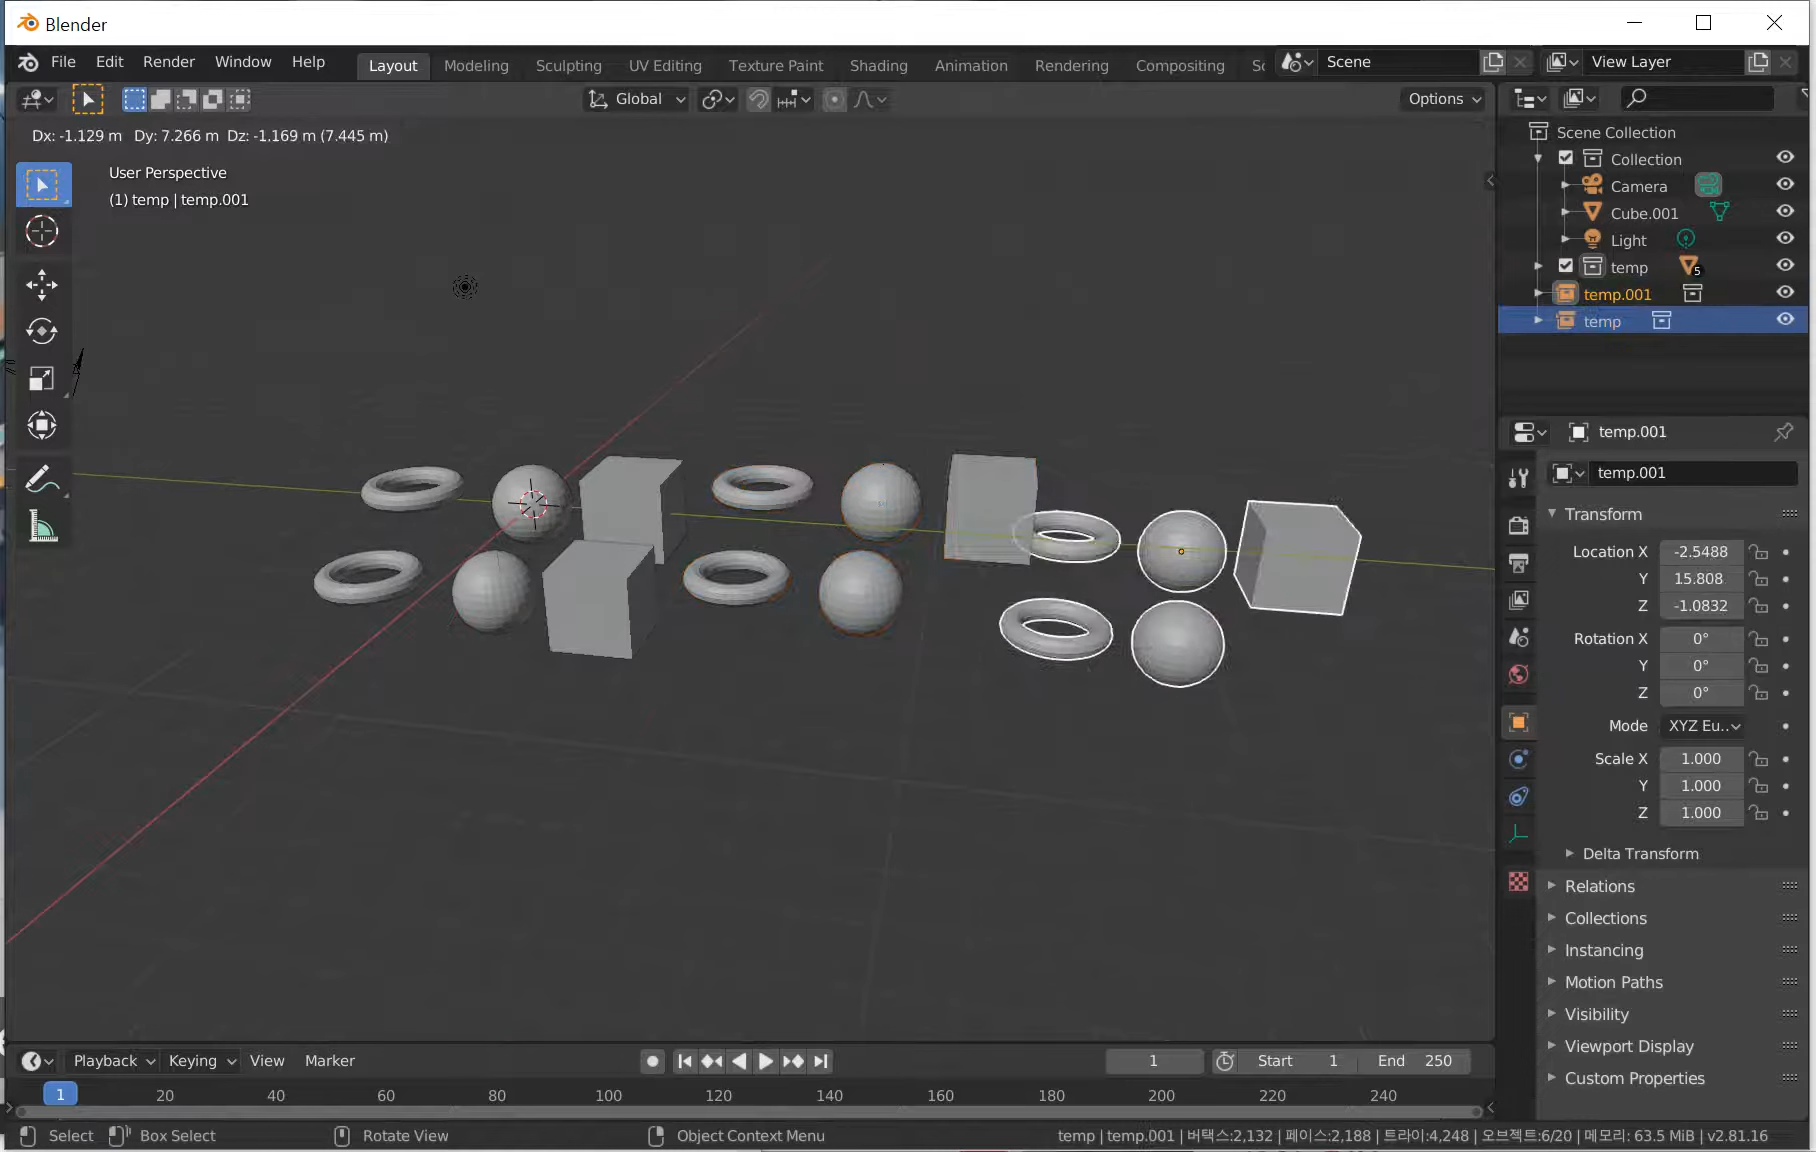 Blender
File Edit Render Window Help
Layout Modeling Sculpting UV Editing Texture Paint Shading Animation Rendering Compositing Sc
Scene
View Layer
Global
Options
Dx: -1.129 m Dy: 7.266 m Dz: -1.169 m (7.445 m)
User Perspective
(1) temp | temp.001
Scene Collection
Collection
Camera
Cube.001
Light
temp 5
temp.001
temp
temp.001
temp.001
Transform
Location X -2.5488
Y 15.808
Z -1.0832
Rotation X 0°
Y 0°
Z 0°
Mode XYZ Eu..
Scale X 1.000
Y 1.000
Z 1.000
Delta Transform
Relations
Collections
Instancing
Motion Paths
Visibility
Viewport Display
Custom Properties
Playback Keying View Marker
1 Start 1 End 250
1 20 40 60 80 100 120 140 160 180 200 220 240
Select Box Select Rotate View Object Context Menu
temp | temp.001 | 버텍스:2,132 | 페이스:2,188 | 트라이:4,248 | 오브젝트:6/20 | 메모리: 63.5 MiB | v2.81.16